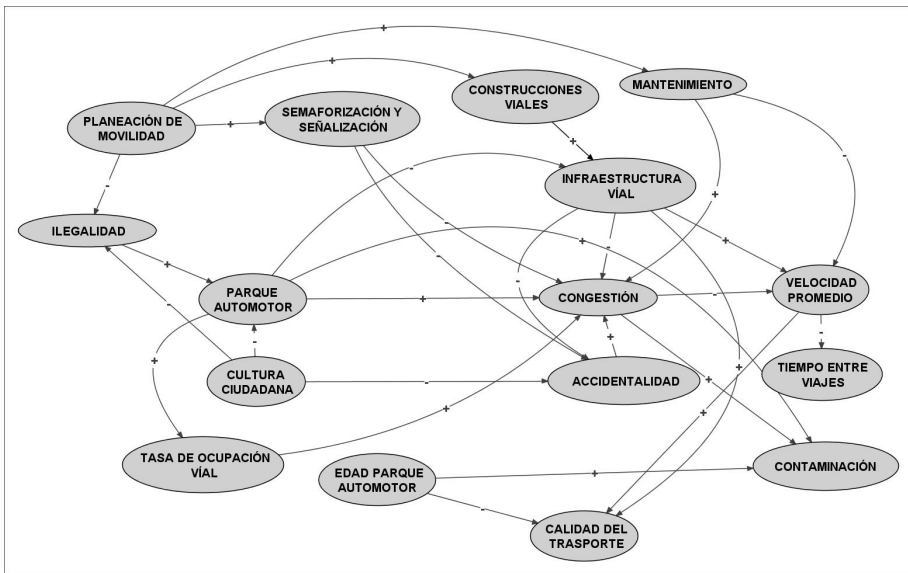 MANTENIMIENTO
CONSTRUCCIONES
VIALES
PLANEACIÓN DE
MOVILIDAD
SEMAFORIZACIÓN Y
SEÑALIZACIÓN
INFRAESTRUCTURA
VÍAL
ILEGALIDAD
PARQUE
AUTOMOTOR
CONGESTIÓN
VELOCIDAD
PROMEDIO
CULTURA
CIUDADANA
ACCIDENTALIDAD
TIEMPO ENTRE
VIAJES
TASA DE OCUPACIÓN
VÍAL
EDAD PARQUE
AUTOMOTOR
CONTAMINACIÓN
CALIDAD DEL
TRASPORTE